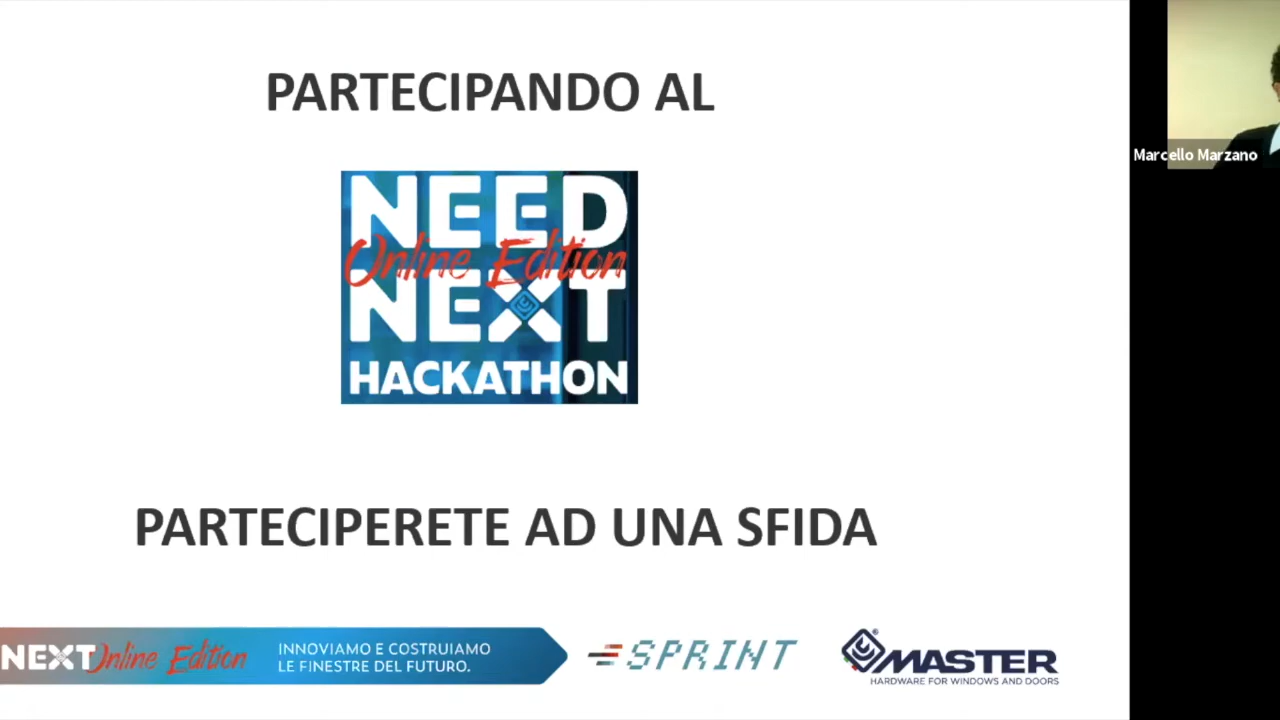 PARTECIPANDO AL
NEED
Online Edition
NEXT
HACKATHON
PARTECIPERETE AD UNA SFIDA
NEXT Online Edition
INNOVIAMO E COSTRUIAMO
LE FINESTRE DEL FUTURO.
SPRINT
MASTER
HARDWARE FOR WINDOWS AND DOORS
Marcello Marzano